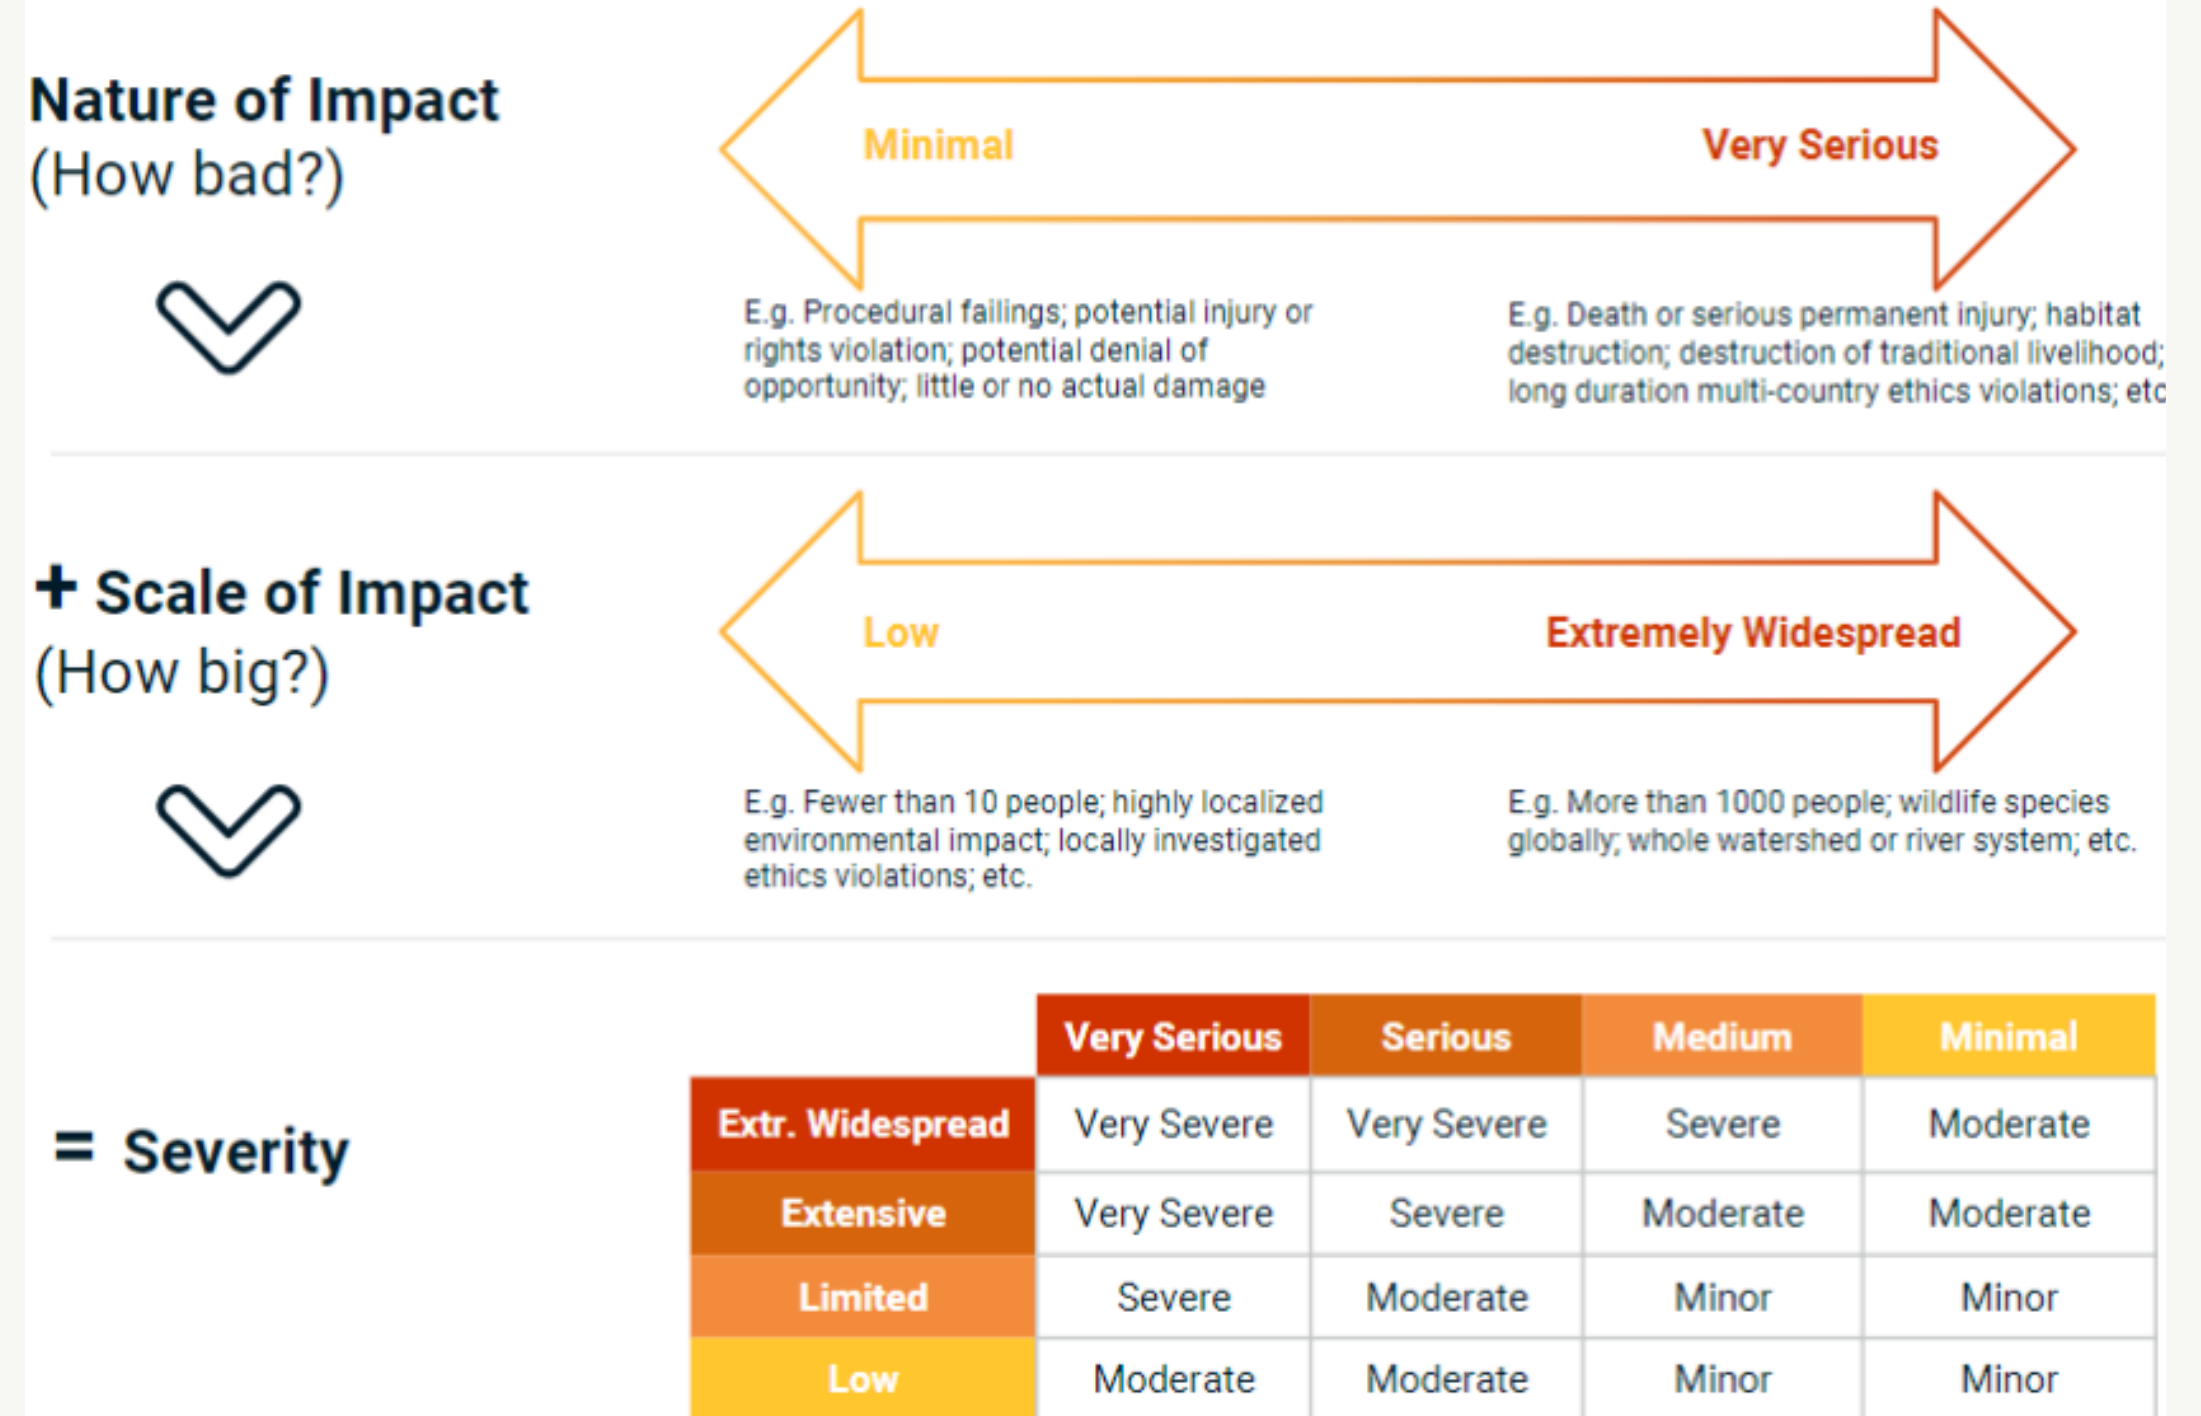 Nature of Impact
(How bad?)
Minimal
Very Serious
E.g. Procedural failings; potential injury or
rights violation; potential denial of
opportunity; little or no actual damage
E.g. Death or serious permanent injury; habitat
destruction; destruction of traditional livelihood;
long duration multi-country ethics violations; etc
+ Scale of Impact
(How big?)
Low
Extremely Widespread
E.g. Fewer than 10 people; highly localized
environmental impact; locally investigated
ethics violations; etc.
E.g. More than 1000 people; wildlife species
globally; whole watershed or river system; etc.
= Severity
Very Serious Serious Medium Minimal
Extr. Widespread Very Severe Very Severe Severe Moderate
Extensive Very Severe Severe Moderate Moderate
Limited Severe Moderate Minor Minor
Low Moderate Moderate Minor Minor